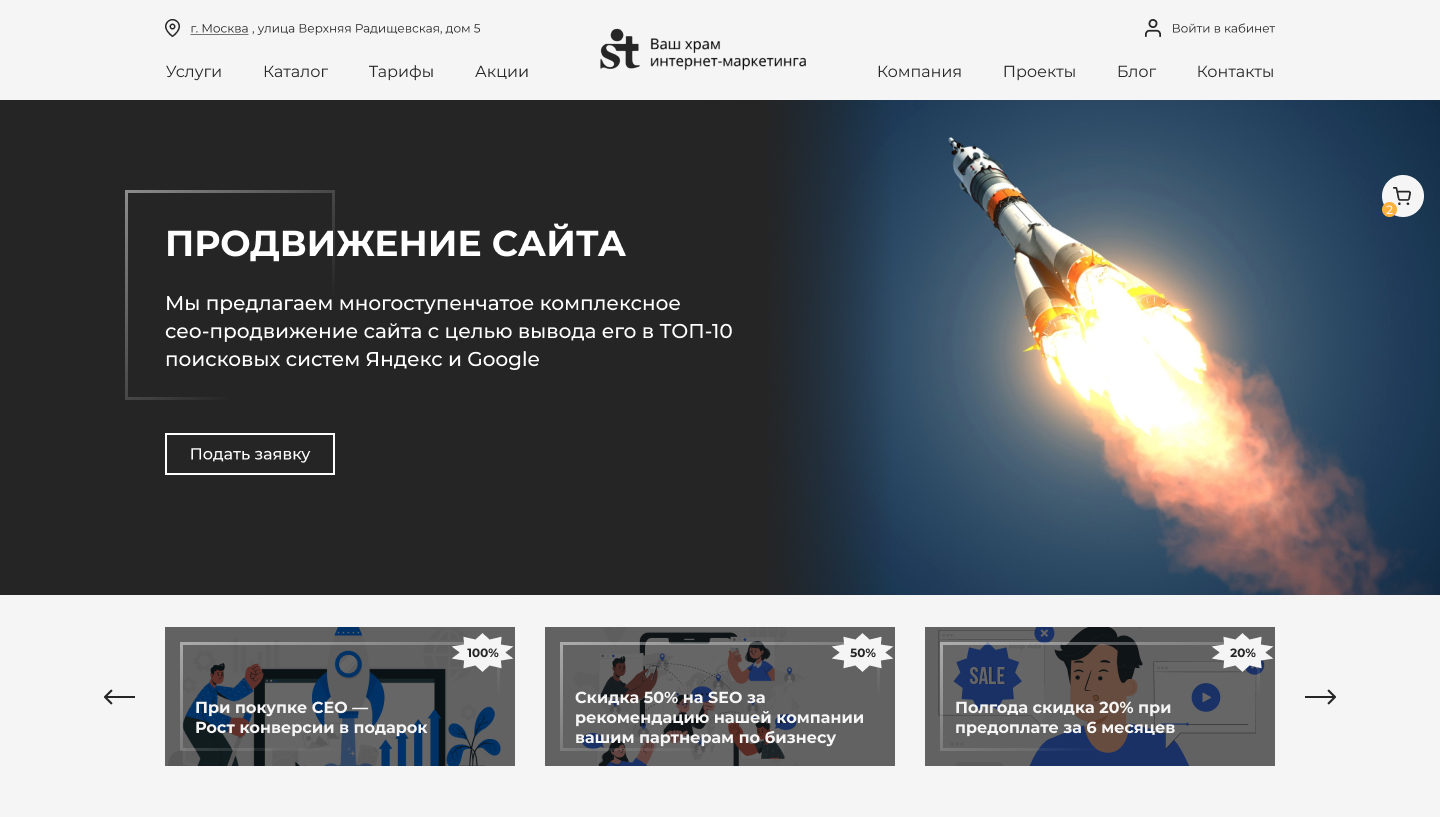 г. Москва , улица Верхняя Радищевская, дом 5
Войти в кабинет
st
Ваш храм
интернет-маркетинга
Услуги
Каталог
Тарифы
Акции
Компания
Проекты
Блог
Контакты
2
ПРОДВИЖЕНИЕ САЙТА
Мы предлагаем многоступенчатое комплексное
сео-продвижение сайта с целью вывода его в ТОП-10
поисковых систем Яндекс и Google
Подать заявку
100%
При покупке СЕО —
Рост конверсии в подарок
50%
Скидка 50% на SEO за
рекомендацию нашей компании
вашим партнерам по бизнесу
20%
SALE
Полгода скидка 20% при
предоплате за 6 месяцев